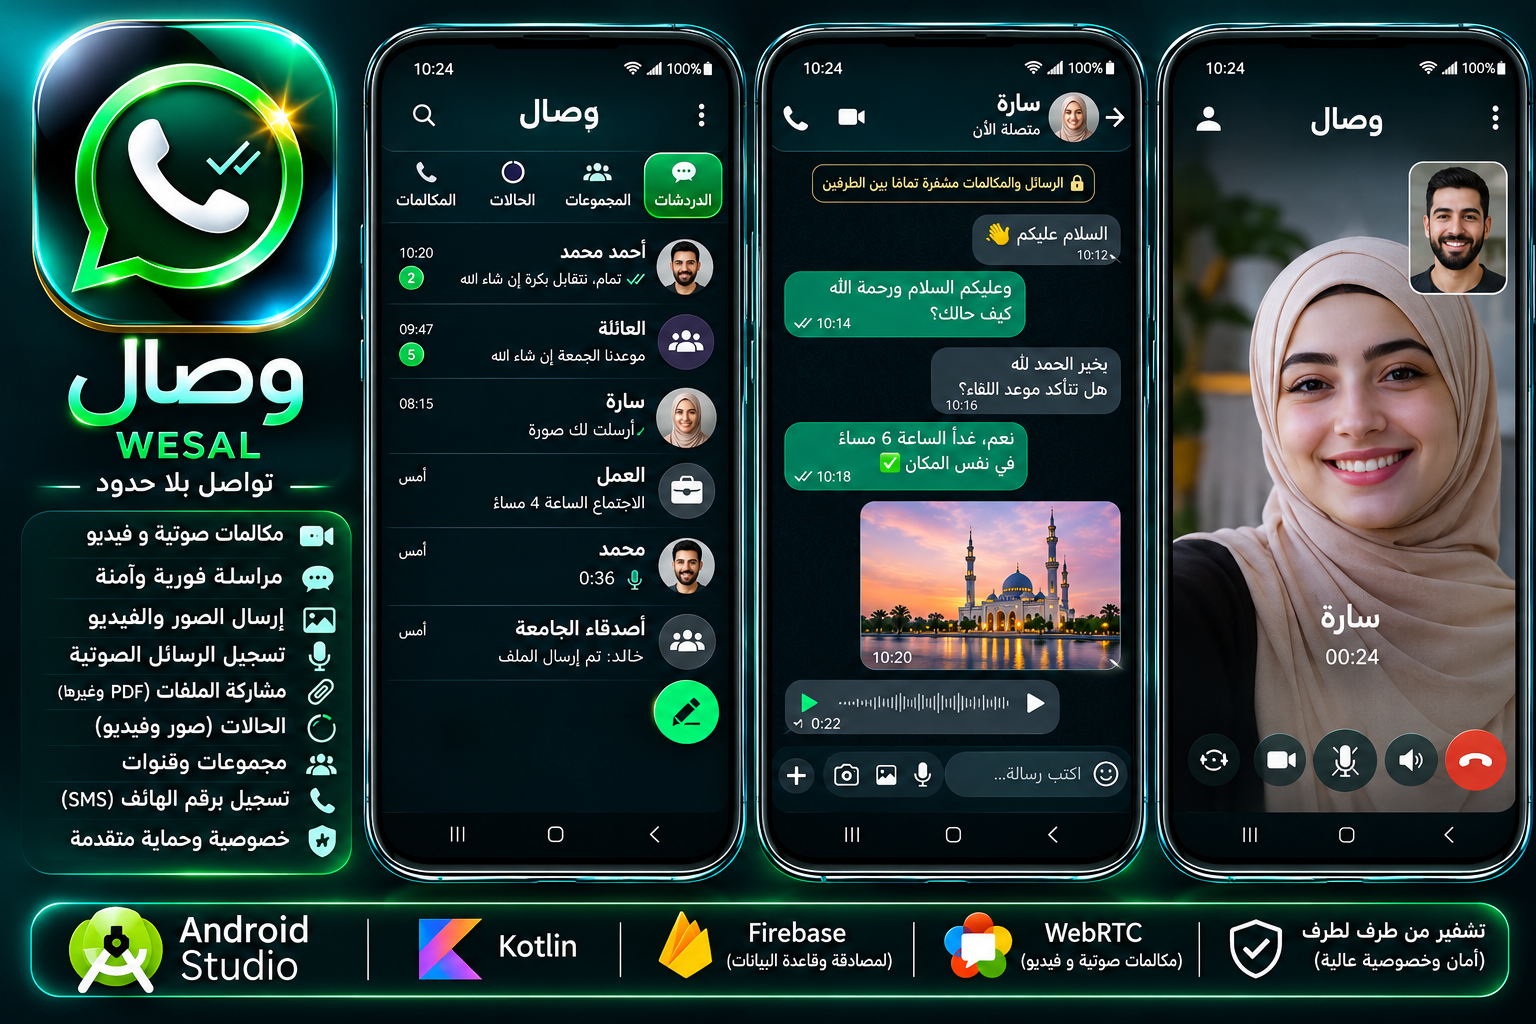 وصال
WESAL
تواصل بلا حدود
مكالمات صوتية و فيديو
مراسلة فورية وآمنة
إرسال الصور والفيديو
تسجيل الرسائل الصوتية
مشاركة الملفات (PDF وغيرها)
الحالات (صور وفيديو)
مجموعات وقنوات
تسجيل برقم الهاتف (SMS)
خصوصية وحماية متقدمة
10:24 100%
وصال
الدردشات المجموعات الحالات المكالمات
أحمد محمد 10:20
تمام، نتقابل بكرة إن شاء الله 2
العائلة 09:47
موعدنا الجمعة إن شاء الله 5
سارة 08:15
أرسلت لك صورة
العمل أمس
الاجتماع الساعة 4 مساءً
محمد أمس
0:36
أصدقاء الجامعة أمس
خالد: تم إرسال الملف
10:24 100%
سارة
متصلة الأن
الرسائل والمكالمات مشفرة تمامًا بين الطرفين
السلام عليكم 👋
10:12
وعليكم السلام ورحمة الله
كيف حالك؟
10:14
بخير الحمد لله
هل تتأكد موعد اللقاء؟
10:16
نعم، غداً الساعة 6 مساءً
في نفس المكان ✅
10:18
10:20
0:22
اكتب رسالة...
10:24 100%
وصال
سارة
00:24
Android
Studio
Kotlin
Firebase
(لمصادقة وقاعدة البيانات)
WebRTC
(مكالمات صوتية و فيديو)
تشفير من طرف لطرف
(أمان وخصوصية عالية)